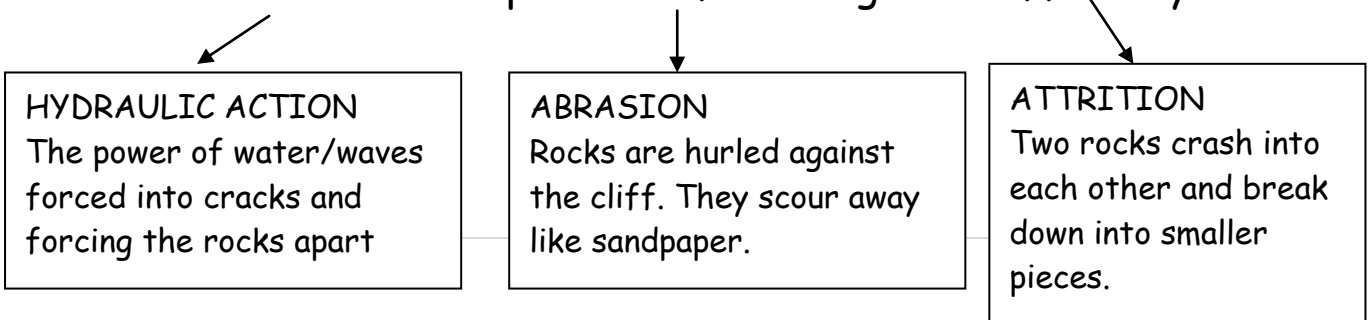 HYDRAULIC ACTION
The power of water/waves
forced into cracks and
forcing the rocks apart
ABRASION
Rocks are hurled against
the cliff. They scour away
like sandpaper.
ATTRITION
Two rocks crash into
each other and break
down into smaller
pieces.